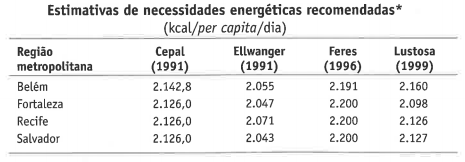 Estimativas de necessidades energéticas recomendadas*
(kcal/per capita/dia)
Região metropolitana Cepal (1991) Ellwanger (1991) Feres (1996) Lustosa (1999)
Belém 2.142,8 2.055 2.191 2.160
Fortaleza 2.126,0 2.047 2.200 2.098
Recife 2.126,0 2.071 2.200 2.126
Salvador 2.126,0 2.043 2.200 2.127